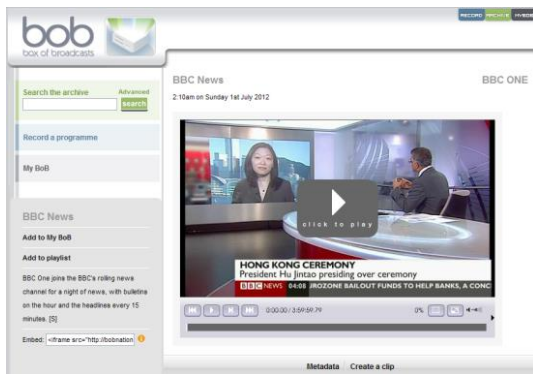 bob
box of broadcasts
RECORD ARCHIVE MYBOB
Search the archive Advanced
search
Record a programme
My BoB
BBC News
Add to My BoB
Add to playlist
BBC One joins the BBC's rolling news
channel for a night of news, with bulletins
on the hour and the headlines every 15
minutes. [S]
Embed: <iframe src="http://bobnation
BBC News BBC ONE
2:10am on Sunday 1st July 2012
click to play
HONG KONG CEREMONY
President Hu Jintao presiding over ceremony
BBC NEWS 04:08 JROZONE BAILOUT FUNDS TO HELP BANKS, A CONC
0:00.00 / 3:59:59.79 0%
Metadata Create a clip